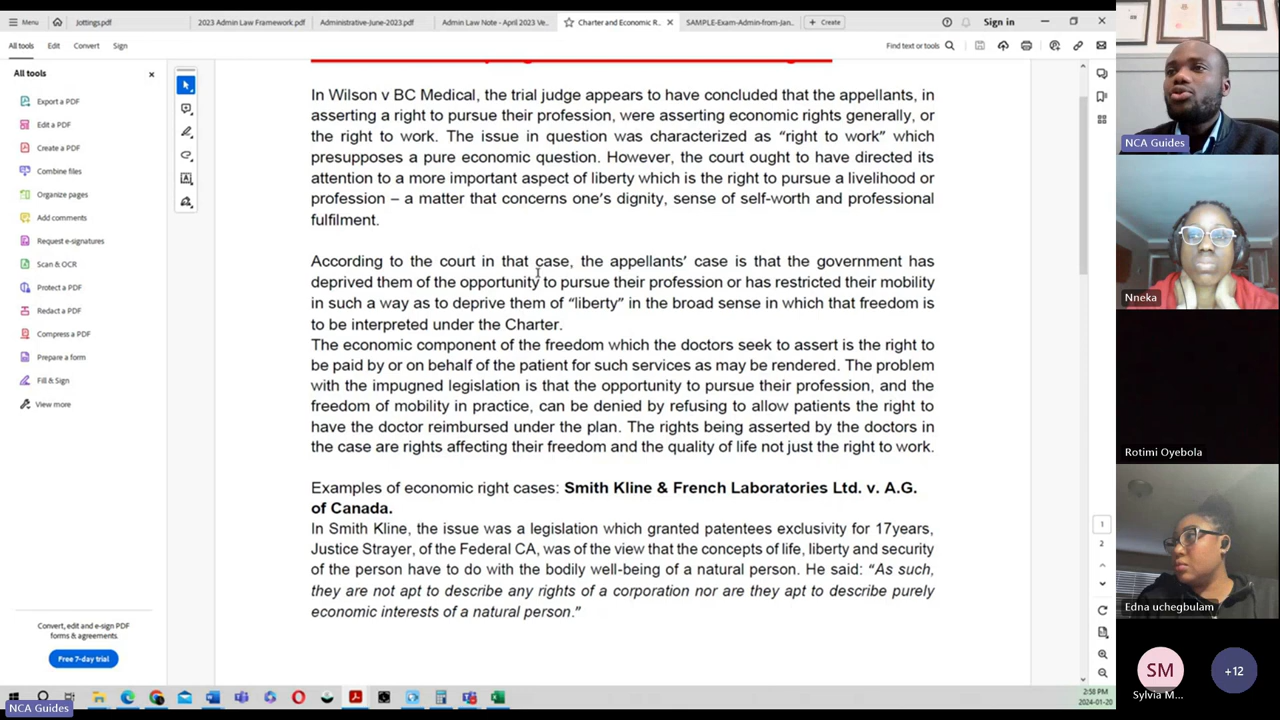 Menu
Jottings.pdf
2023 Admin Law Framework.pdf
Administrative-June-2023.pdf
Admin Law Note - April 2023 Ve...
Charter and Economic R...
SAMPLE-Exam-Admin-from-Jan...
Create
Sign in
All tools
Edit
Convert
Sign
Find text or tools
All tools
Export a PDF
Edit a PDF
Create a PDF
Combine files
Organize pages
Add comments
Request e-signatures
Scan & OCR
Protect a PDF
Redact a PDF
Compress a PDF
Prepare a form
Fill & Sign
View more
Convert, edit and e-sign PDF
forms & agreements.
Free 7-day trial
In Wilson v BC Medical, the trial judge appears to have concluded that the appellants, in
asserting a right to pursue their profession, were asserting economic rights generally, or
the right to work. The issue in question was characterized as “right to work” which
presupposes a pure economic question. However, the court ought to have directed its
attention to a more important aspect of liberty which is the right to pursue a livelihood or
profession – a matter that concerns one’s dignity, sense of self-worth and professional
fulfilment.
According to the court in that case, the appellants’ case is that the government has
deprived them of the opportunity to pursue their profession or has restricted their mobility
in such a way as to deprive them of “liberty” in the broad sense in which that freedom is
to be interpreted under the Charter.
The economic component of the freedom which the doctors seek to assert is the right to
be paid by or on behalf of the patient for such services as may be rendered. The problem
with the impugned legislation is that the opportunity to pursue their profession, and the
freedom of mobility in practice, can be denied by refusing to allow patients the right to
have the doctor reimbursed under the plan. The rights being asserted by the doctors in
the case are rights affecting their freedom and the quality of life not just the right to work.
Examples of economic right cases: Smith Kline & French Laboratories Ltd. v. A.G.
of Canada.
In Smith Kline, the issue was a legislation which granted patentees exclusivity for 17years,
Justice Strayer, of the Federal CA, was of the view that the concepts of life, liberty and security
of the person have to do with the bodily well-being of a natural person. He said: “As such,
they are not apt to describe any rights of a corporation nor are they apt to describe purely
economic interests of a natural person.”
1
2
2:58 PM
2024-01-20
NCA Guides
NCA Guides
Nneka
Rotimi Oyebola
Edna uchegbulam
SM
Sylvia M...
+12